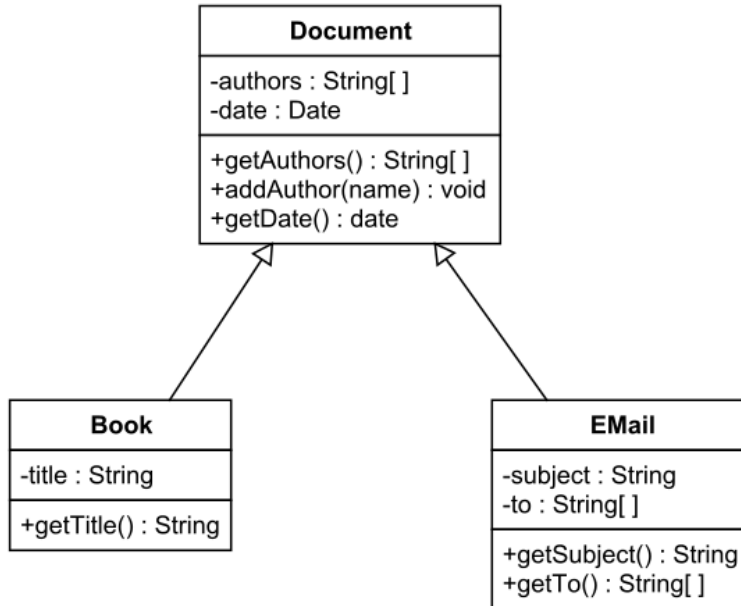 Document
-authors : String[ ]
-date : Date
+getAuthors() : String[ ]
+addAuthor(name) : void
+getDate() : date
Book
-title : String
+getTitle() : String
EMail
-subject : String
-to : String[ ]
+getSubject() : String
+getTo() : String[ ]